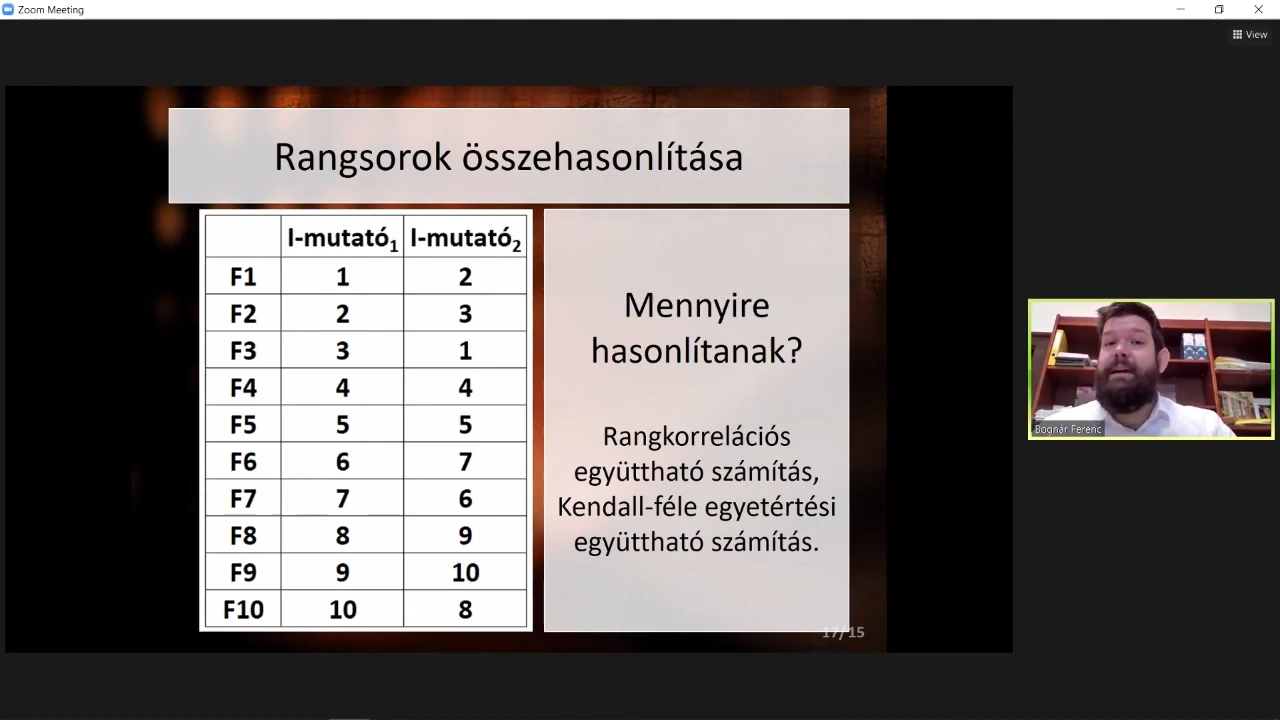 Zoom Meeting
View
Rangsorok összehasonlítása
I-mutató1 I-mutató2
F1 1 2
F2 2 3
F3 3 1
F4 4 4
F5 5 5
F6 6 7
F7 7 6
F8 8 9
F9 9 10
F10 10 8
Mennyire
hasonlítanak?
Rangkorrelációs
együttható számítás,
Kendall-féle egyetértési
együttható számítás.
17/15
Bognár Ferenc